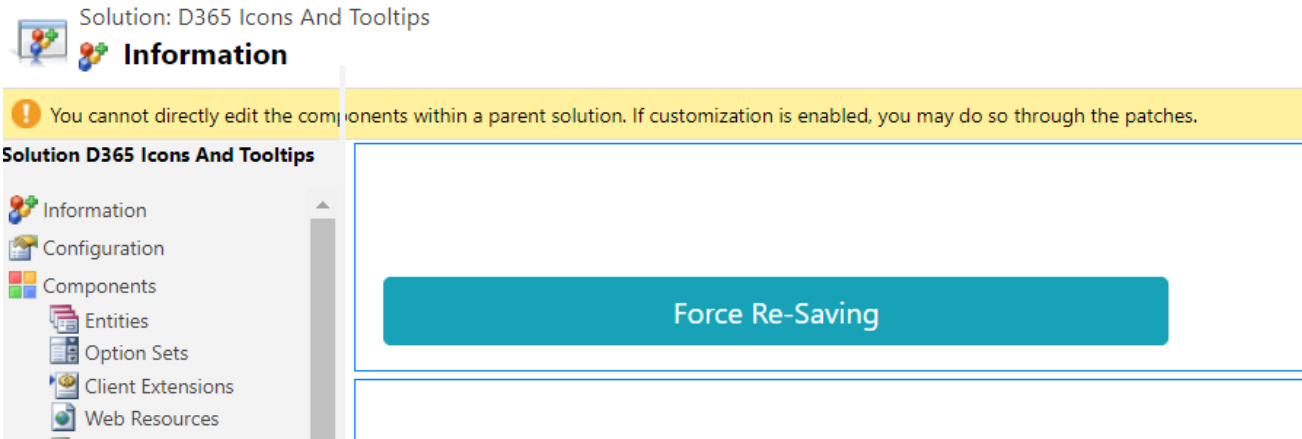 Solution: D365 Icons And Tooltips
Information
You cannot directly edit the components within a parent solution. If customization is enabled, you may do so through the patches.
Solution D365 Icons And Tooltips
Information
Configuration
Components
Entities
Option Sets
Client Extensions
Web Resources
Force Re-Saving